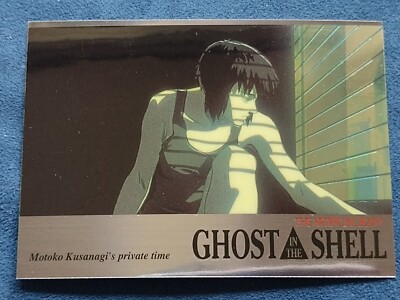 GHOST IN THE SHELL
Motoko Kusanagi's private time